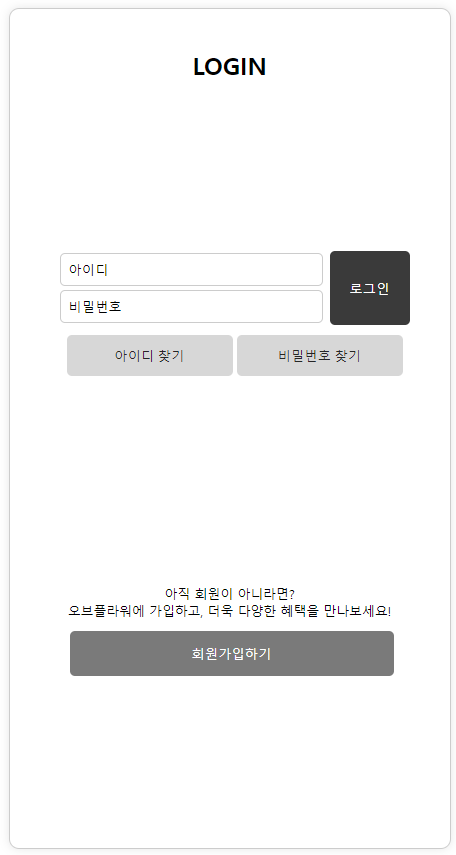 LOGIN
아이디
비밀번호
로그인
아이디 찾기
비밀번호 찾기
아직 회원이 아니라면?
오브플라워에 가입하고, 더욱 다양한 혜택을 만나보세요!
회원가입하기